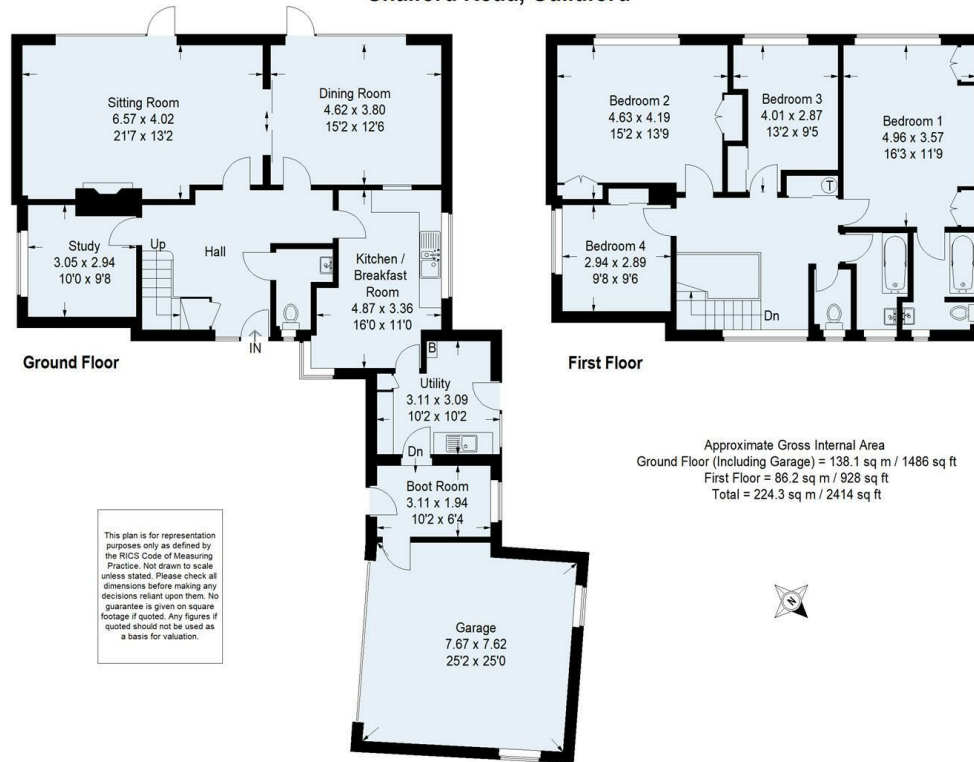 Sitting Room
6.57 x 4.02
21'7 x 13'2
Dining Room
4.62 x 3.80
15'2 x 12'6
Study
3.05 x 2.94
10'0 x 9'8
Up
Hall
Kitchen /
Breakfast
Room
4.87 x 3.36
16'0 x 11'0
IN
Ground Floor
B
Utility
3.11 x 3.09
10'2 x 10'2
Dn
Boot Room
3.11 x 1.94
10'2 x 6'4
Garage
7.67 x 7.62
25'2 x 25'0
Bedroom 2
4.63 x 4.19
15'2 x 13'9
Bedroom 3
4.01 x 2.87
13'2 x 9'5
Bedroom 1
4.96 x 3.57
16'3 x 11'9
T
Bedroom 4
2.94 x 2.89
9'8 x 9'6
Dn
First Floor
Approximate Gross Internal Area
Ground Floor (Including Garage) = 138.1 sq m / 1486 sq ft
First Floor = 86.2 sq m / 928 sq ft
Total = 224.3 sq m / 2414 sq ft
This plan is for representation
purposes only as defined by
the RICS Code of Measuring
Practice. Not drawn to scale
unless stated. Please check all
dimensions before making any
decisions reliant upon them. No
guarantee is given on square
footage if quoted. Any figures if
quoted should not be used as
a basis for valuation.
N